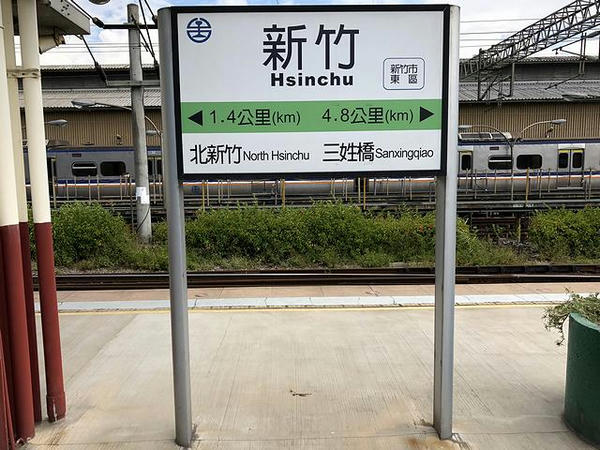 新竹
Hsinchu
新竹市
東區
◀ 1.4公里(km) 4.8公里(km) ▶
北新竹 North Hsinchu 三姓橋 Sanxingqiao